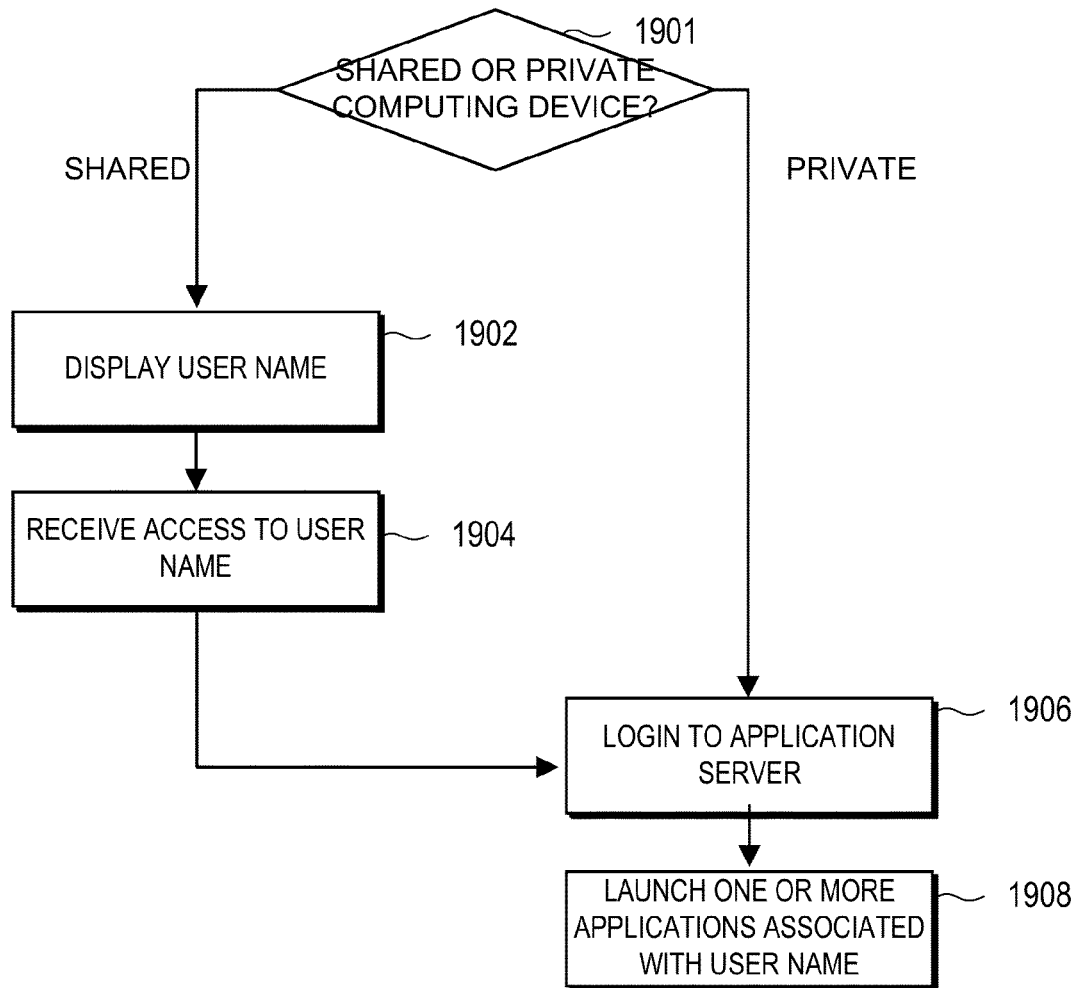 1901
SHARED OR PRIVATE
COMPUTING DEVICE?
SHARED
PRIVATE
1902
DISPLAY USER NAME
RECEIVE ACCESS TO USER
NAME
1904
1906
LOGIN TO APPLICATION
SERVER
LAUNCH ONE OR MORE
APPLICATIONS ASSOCIATED
WITH USER NAME
1908